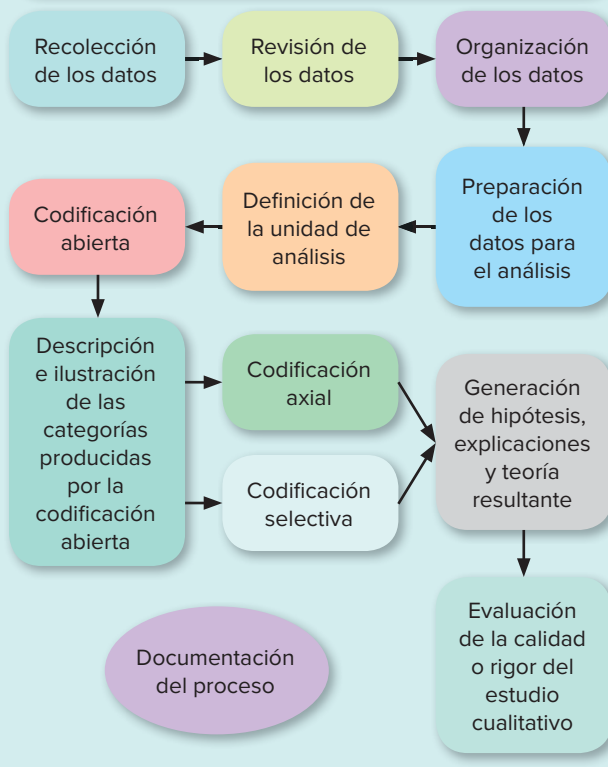 Recolección
de los datos
Revisión de
los datos
Organización
de los datos
Preparación
de los
datos para
el análisis
Definición de
la unidad de
análisis
Codificación
abierta
Descripción
e ilustración
de las
categorías
producidas
por la
codificación
abierta
Codificación
axial
Codificación
selectiva
Generación
de hipótesis,
explicaciones
y teoría
resultante
Evaluación
de la calidad
o rigor del
estudio
cualitativo
Documentación
del proceso